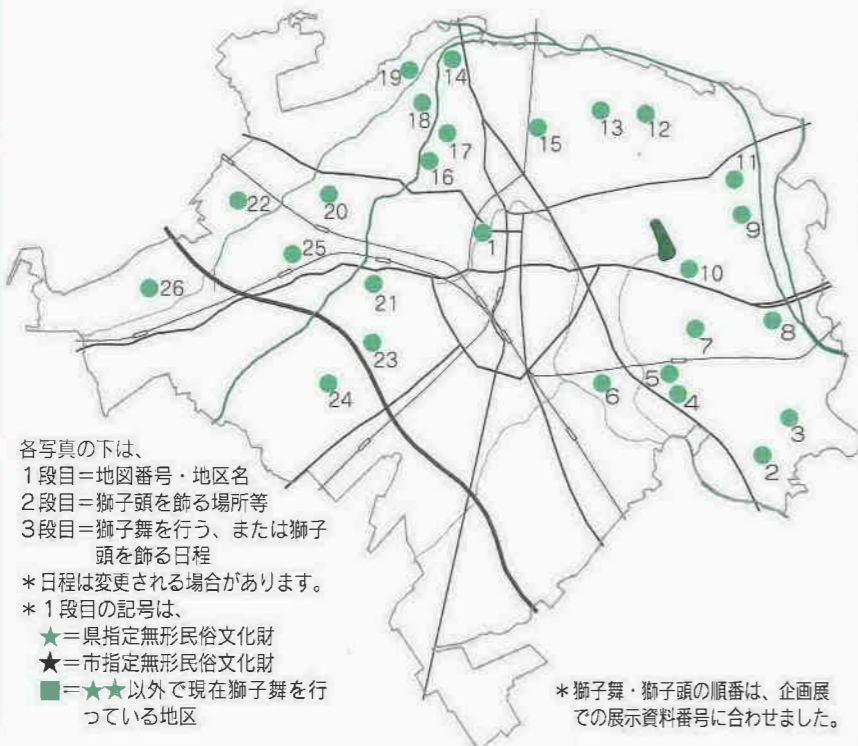 19
14
18
17
16
15
13
12
11
9
22
20
1
10
25
26
21
8
7
23
5
6
4
24
3
2
各写真の下は、
1段目＝地図番号・地区名
2段目＝獅子頭を飾る場所等
3段目＝獅子舞を行う、または獅子
頭を飾る日程
＊日程は変更される場合があります。
＊1段目の記号は、
★＝県指定無形民俗文化財
★＝市指定無形民俗文化財
■＝★★以外で現在獅子舞を行
っている地区
＊獅子舞・獅子頭の順番は、企画展
での展示資料番号に合わせました。